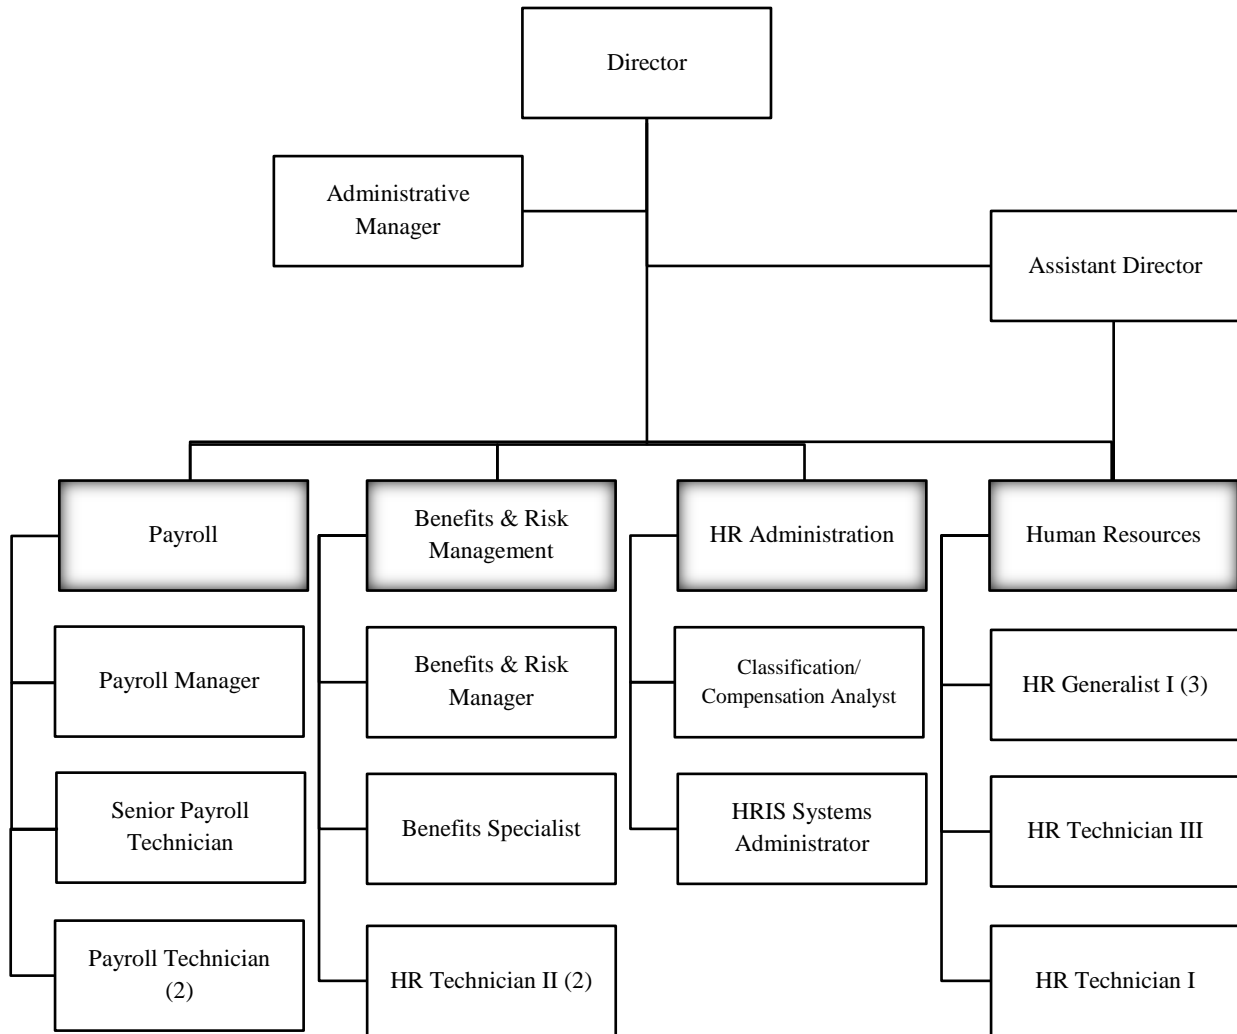 Director
Administrative
Manager
Assistant Director
Payroll
Benefits & Risk
Management
HR Administration
Human Resources
Payroll Manager
Benefits & Risk
Manager
Classification/
Compensation Analyst
HR Generalist I (3)
Senior Payroll
Technician
Benefits Specialist
HRIS Systems
Administrator
HR Technician III
Payroll Technician
(2)
HR Technician II (2)
HR Technician I